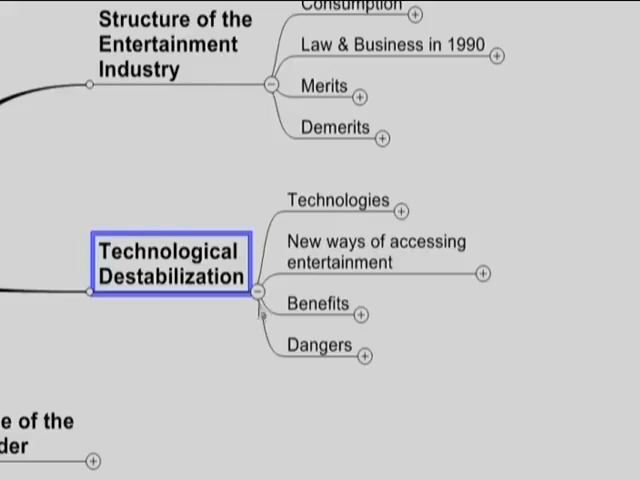 Structure of the
Entertainment
Industry
Consumption
Law & Business in 1990
Merits
Demerits
Technological
Destabilization
Technologies
New ways of accessing
entertainment
Benefits
Dangers
e of the
der